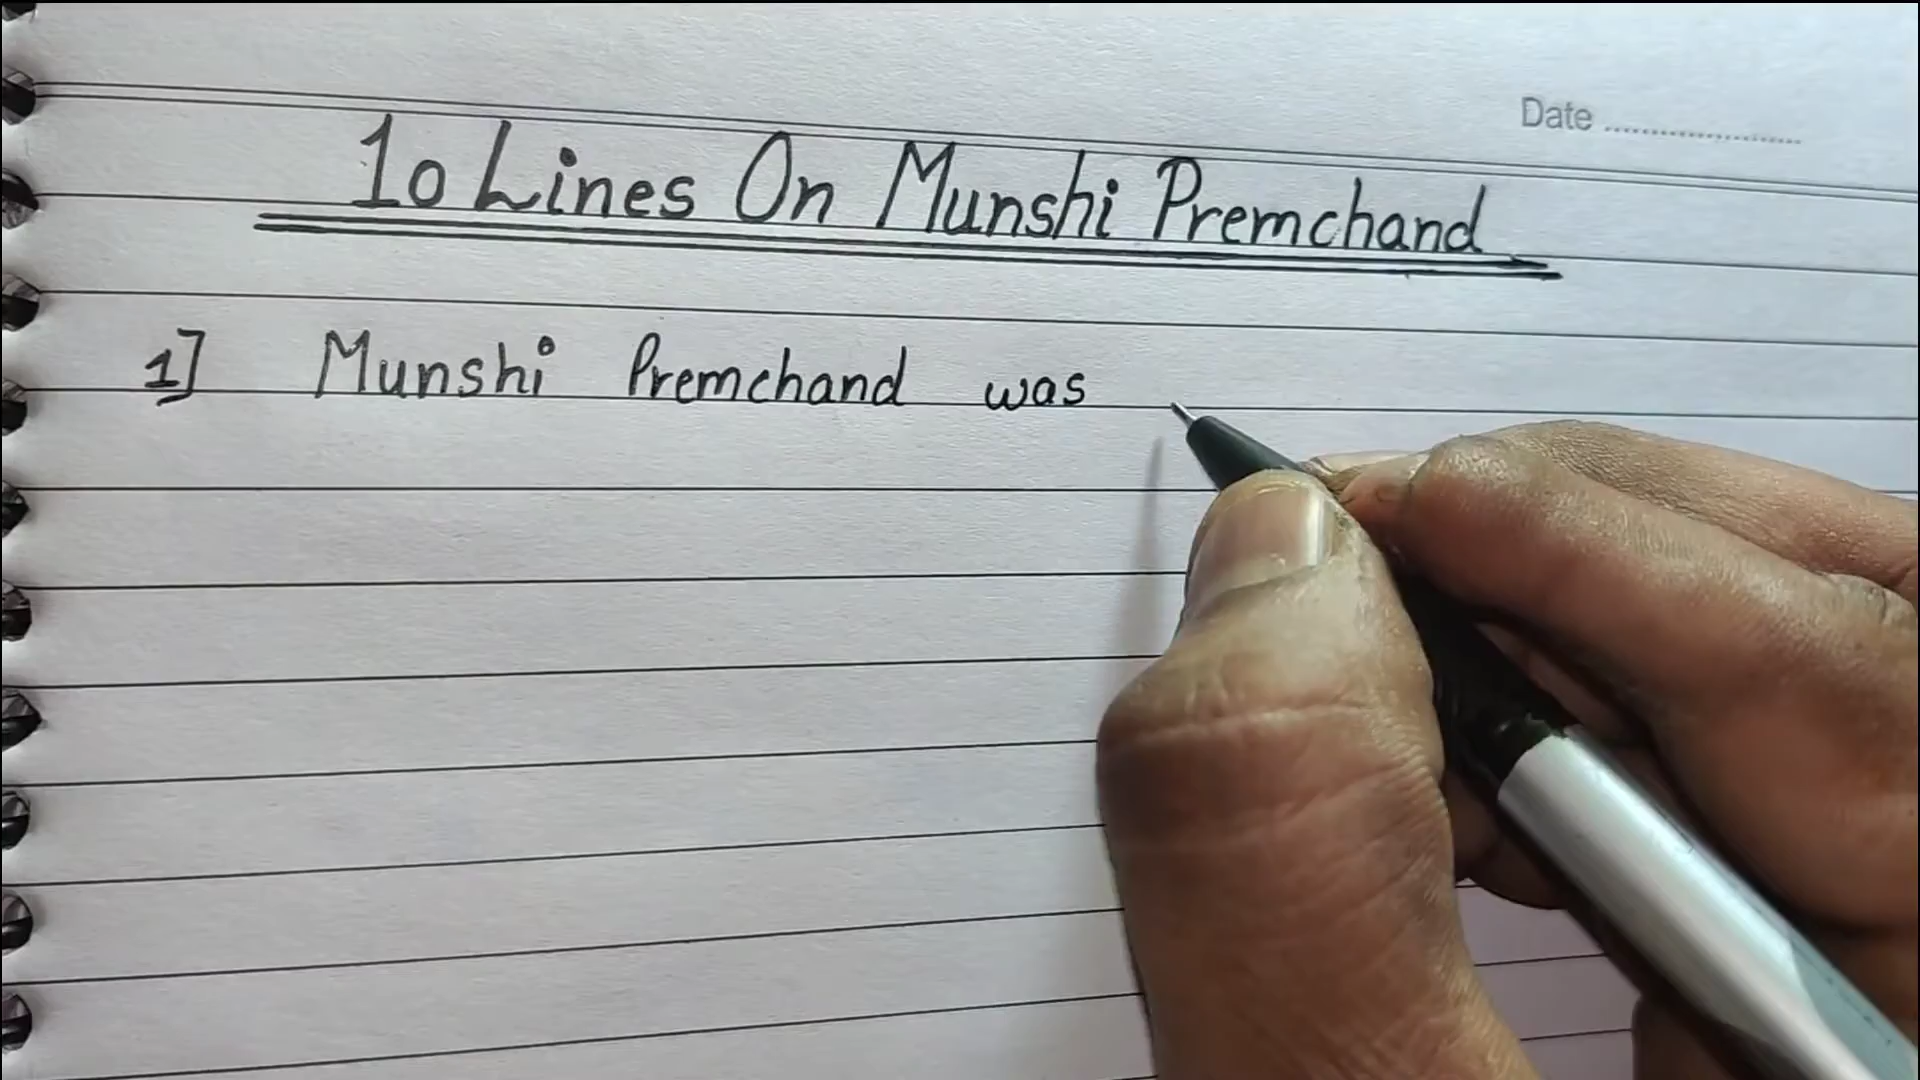 Date ....................
10 Lines On Munshi Premchand
1] Munshi Premchand was